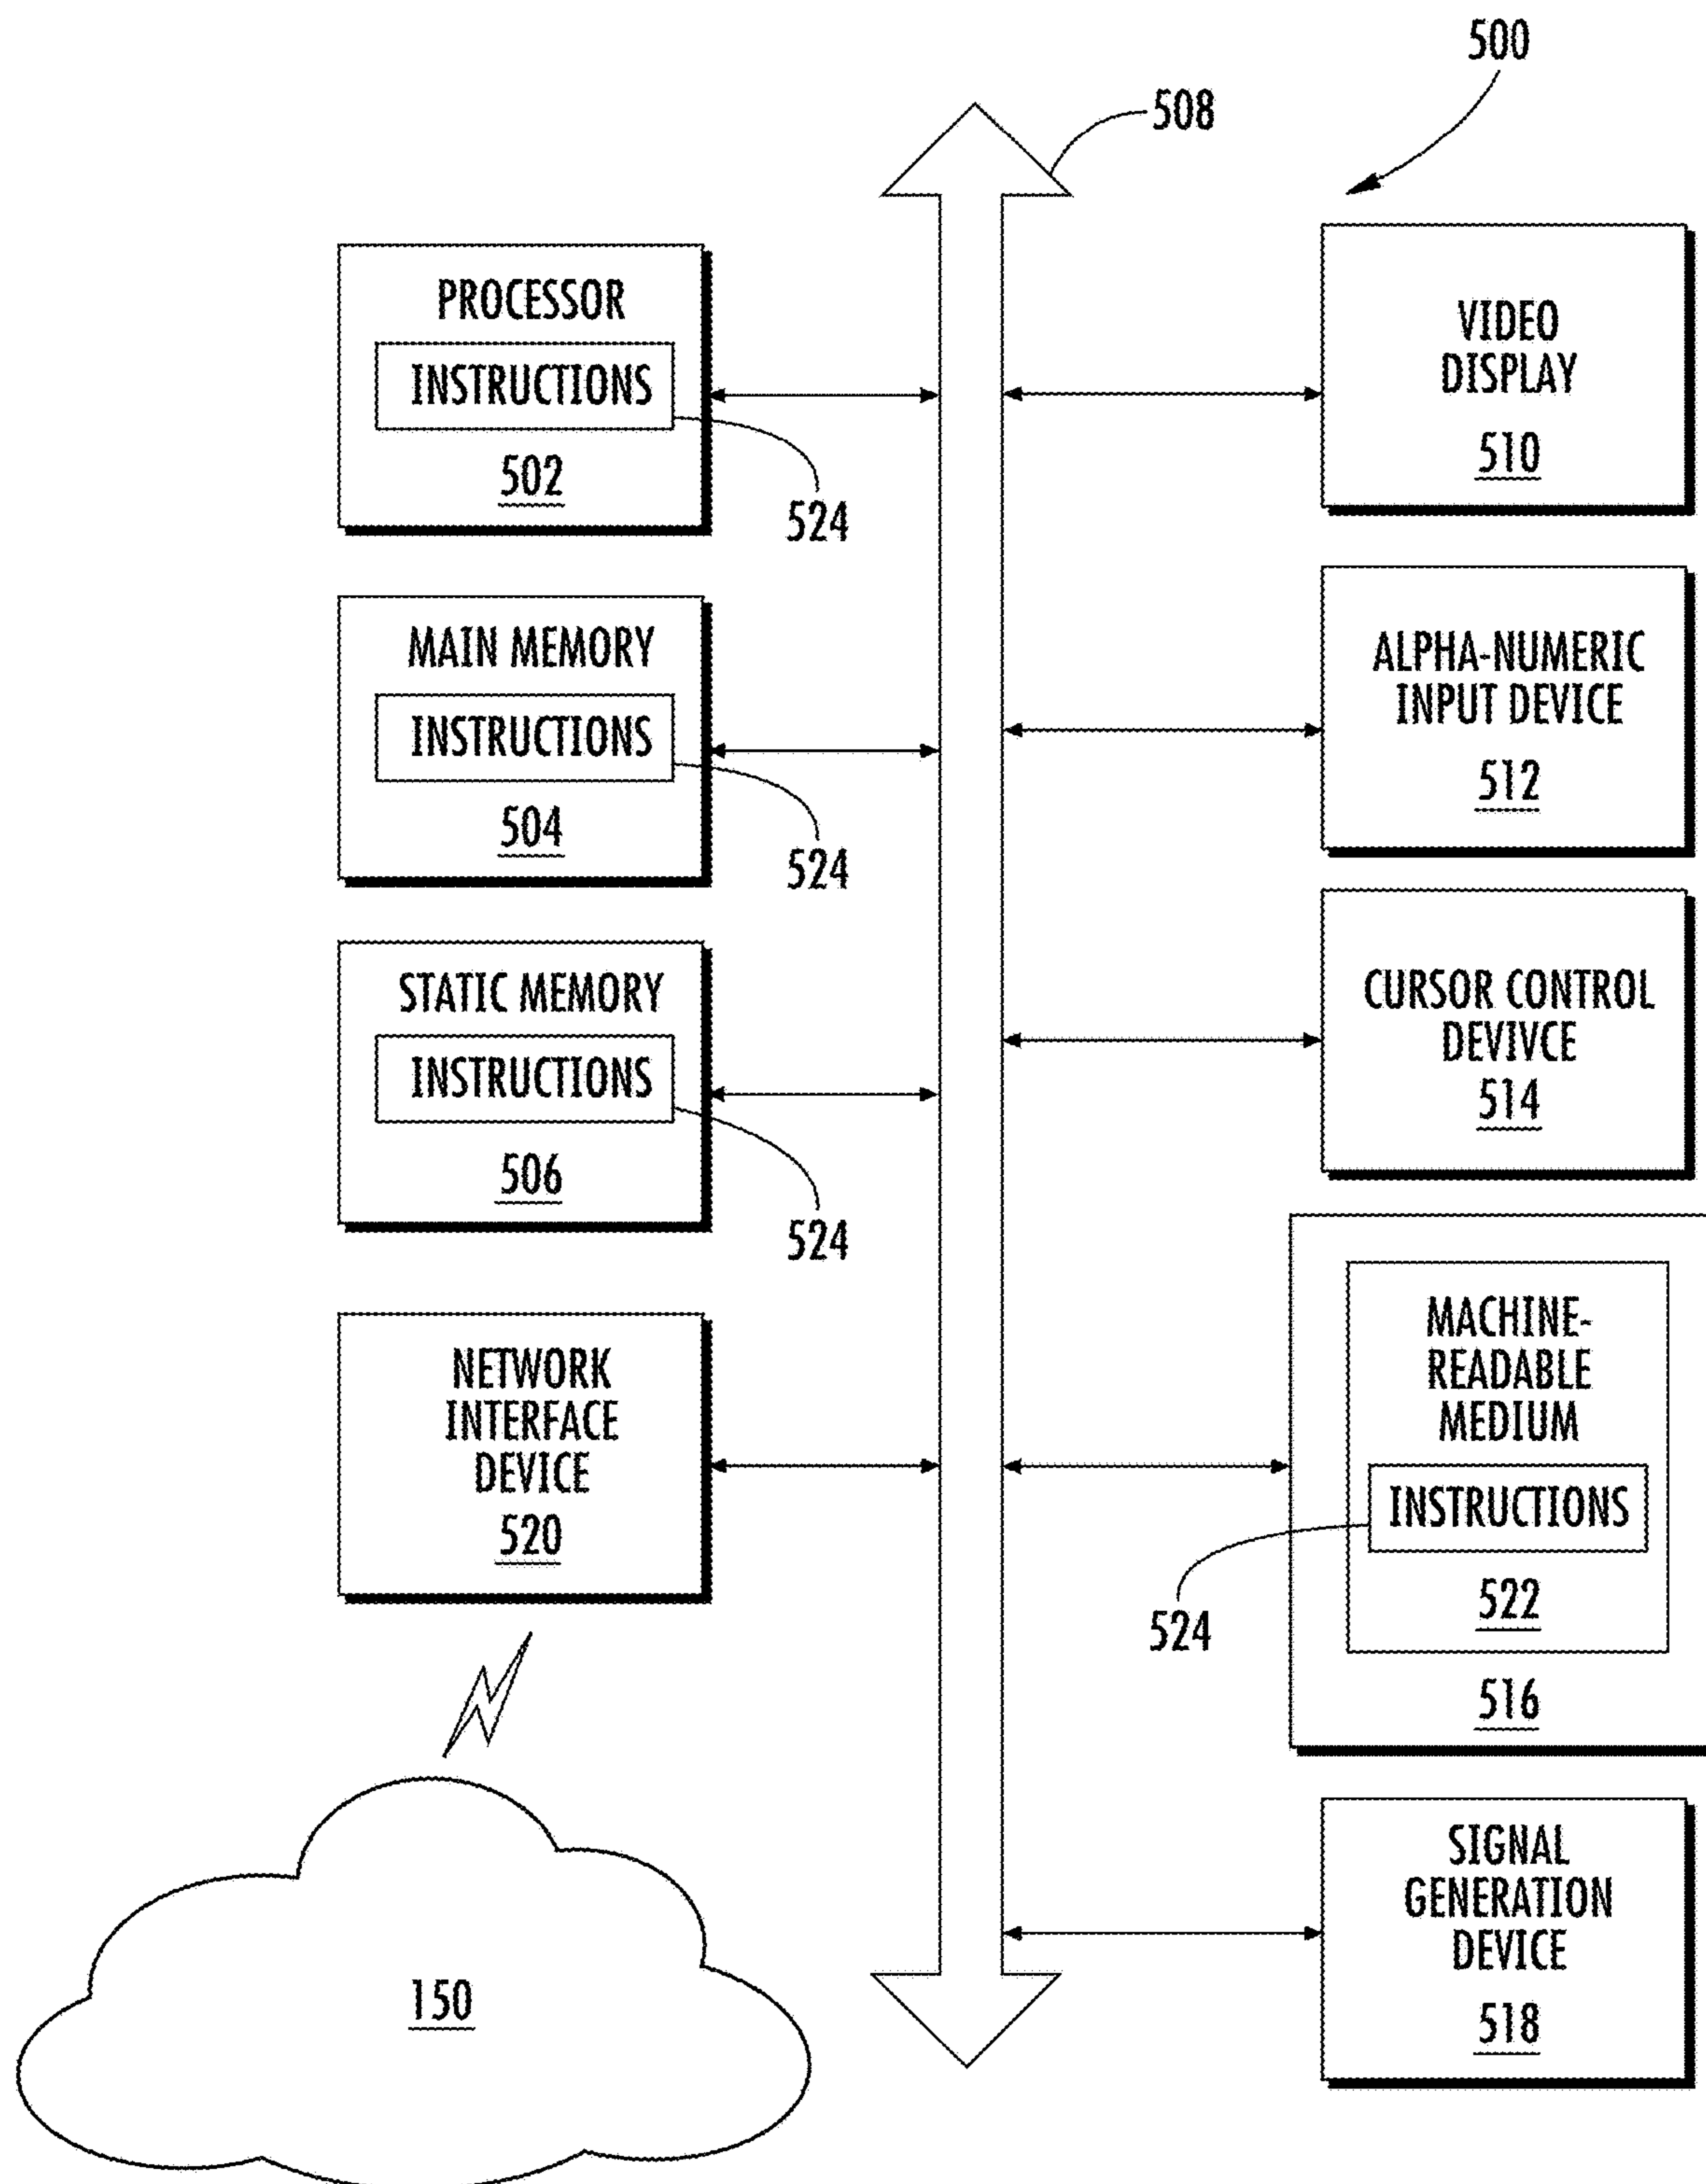 500
508
PROCESSOR
INSTRUCTIONS
502
524
MAIN MEMORY
INSTRUCTIONS
504
524
STATIC MEMORY
INSTRUCTIONS
506
524
NETWORK
INTERFACE
DEVICE
520
150
VIDEO
DISPLAY
510
ALPHA-NUMERIC
INPUT DEVICE
512
CURSOR CONTROL
DEVIVCE
514
MACHINE-
READABLE
MEDIUM
INSTRUCTIONS
522
524
516
SIGNAL
GENERATION
DEVICE
518